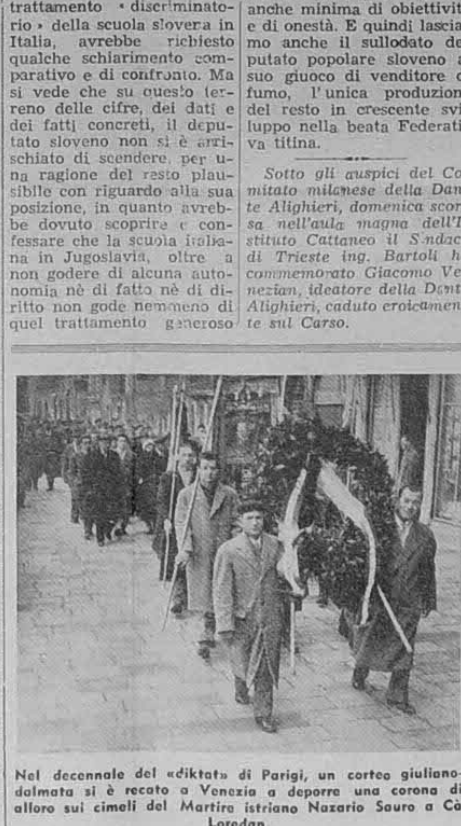 trattamento « discriminato-
rio » della scuola slovera in
Italia, avrebbe richiesto
qualche schiarimento com-
parativo e di confronto. Ma
si vede che su questo ter-
reno delle cifre, dei dati e
dei fatti concreti, il depu-
tato sloveno non si è arri-
schiato di scendere, per u-
na ragione del resto plau-
sibile con riguardo alla sua
posizione, in quanto avreb-
be dovuto scoprire e con-
fessare che la scuola italia-
na in Jugoslavia, oltre a
non godere di alcuna auto-
nomia nè di fatto nè di di-
ritto non gode nemmeno di
quel trattamento generoso
anche minima di obiettivit
e di onestà. E quindi lascia
mo anche il sullodato de
putato popolare sloveno a
suo giuoco di venditore d
fumo, l'unica produzion
del resto in crescente svi
luppo nella beata Federati
va titina.
Sotto gli auspici del Co
mitato milanese della Dan
te Alighieri, domenica scor
sa nell'aula magna dell'I
stituto Cattaneo il Sindac
di Trieste ing. Bartoli h
commemorato Giacomo Ve
nezian, ideatore della Dant
Alighieri, caduto eroicamen
te sul Carso.
Nel decennale del «diktat» di Parigi, un corteo giuliano-
dalmata si è recato a Venezia a deporre una corona di
alloro sui cimeli del Martire istriano Nazario Sauro a Cà
Loredan